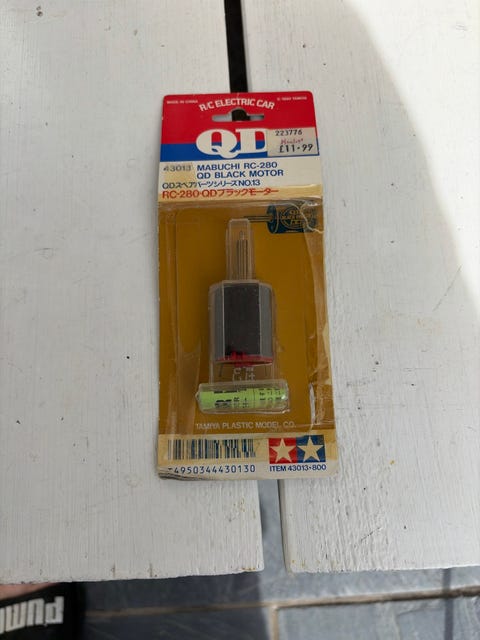 MADE IN CHINA
R/C ELECTRIC CAR
QD
223776
£11.99
43013 MABUCHI RC-280
QD BLACK MOTOR
QDスペアパーツシリーズNO.13
RC-280・QDブラックモーター
TAMIYA PLASTIC MODEL CO.
4950344430130
ITEM 43013•800
PUM